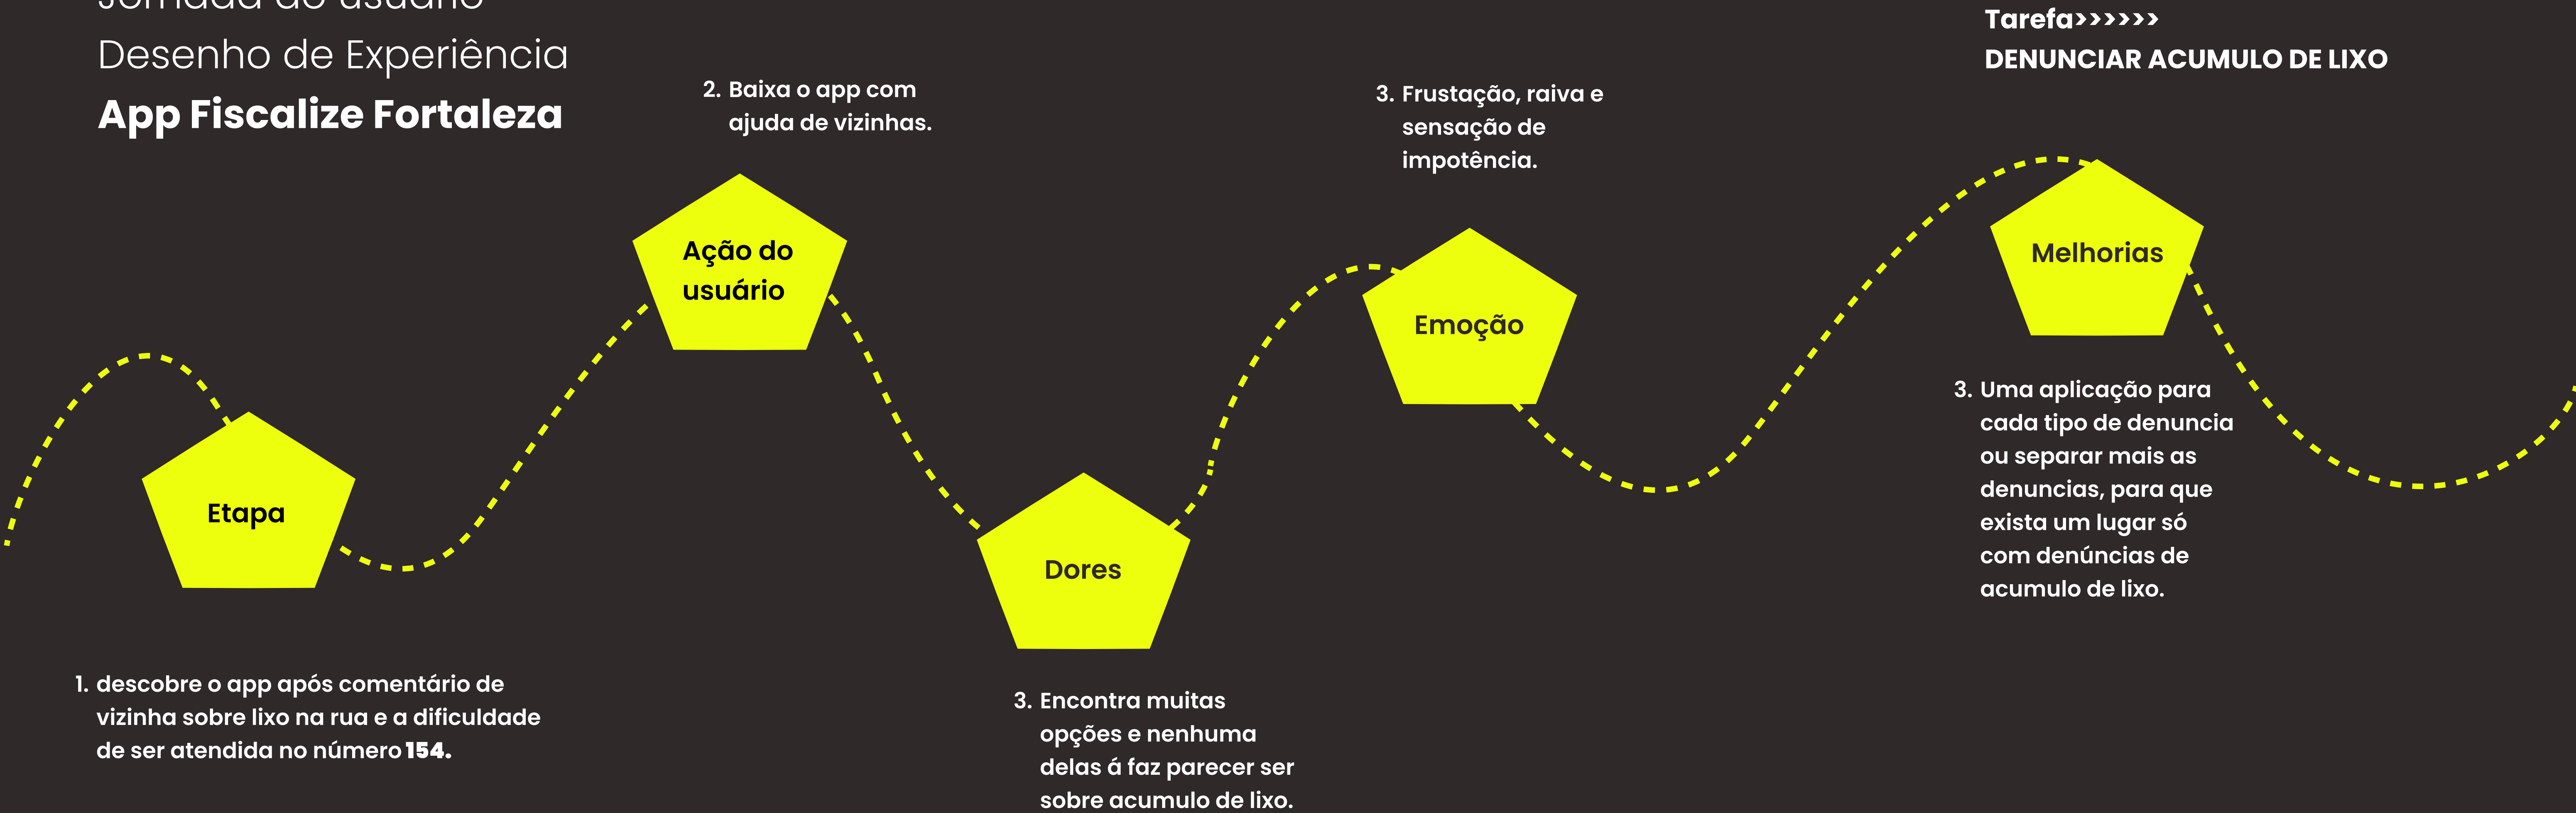 Jornada do usuário
Desenho de Experiência
App Fiscalize Fortaleza
Tarefa>>>>>>
DENUNCIAR ACUMULO DE LIXO
Etapa
1. descobre o app após comentário de
vizinha sobre lixo na rua e a dificuldade
de ser atendida no número 154.
2. Baixa o app com
ajuda de vizinhas.
Ação do
usuário
Dores
3. Encontra muitas
opções e nenhuma
delas á faz parecer ser
sobre acumulo de lixo.
3. Frustação, raiva e
sensação de
impotência.
Emoção
Melhorias
3. Uma aplicação para
cada tipo de denuncia
ou separar mais as
denuncias, para que
exista um lugar só
com denúncias de
acumulo de lixo.